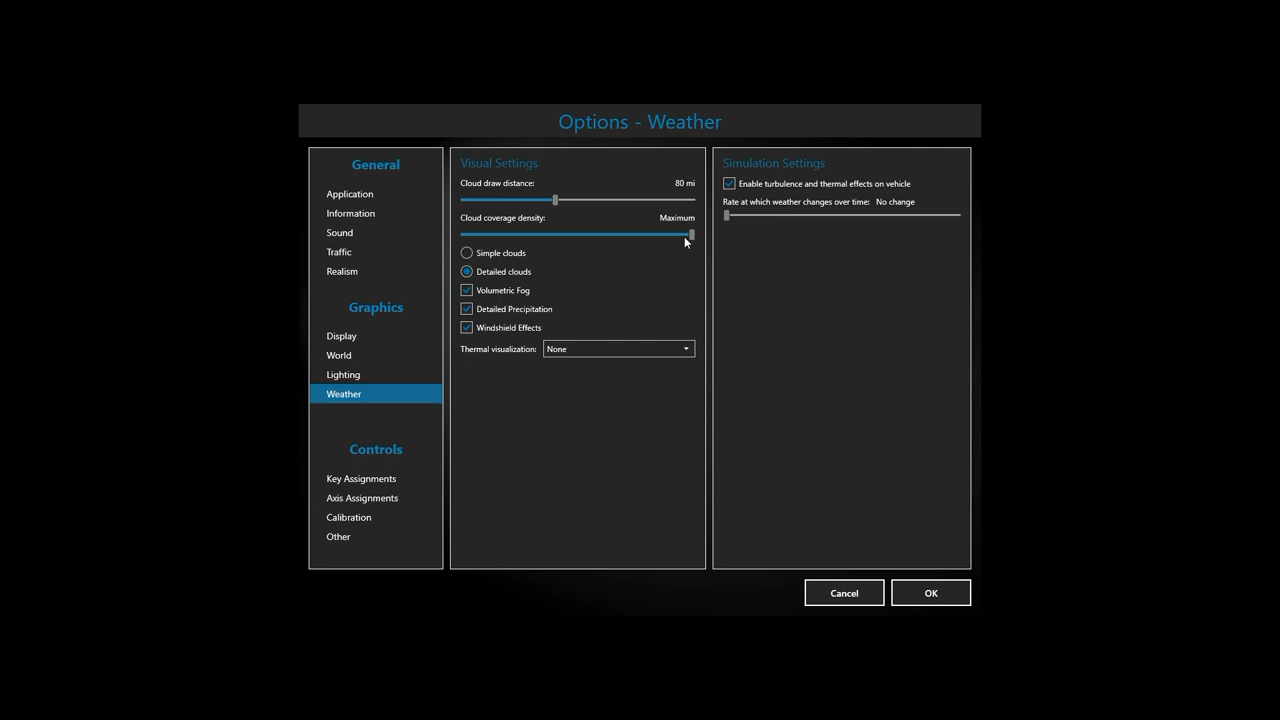 Options - Weather
General
Application
Information
Sound
Traffic
Realism
Graphics
Display
World
Lighting
Weather
Controls
Key Assignments
Axis Assignments
Calibration
Other
Visual Settings
Cloud draw distance: 80 mi
Cloud coverage density: Maximum
Simple clouds
Detailed clouds
Volumetric Fog
Detailed Precipitation
Windshield Effects
Thermal visualization: None
Simulation Settings
Enable turbulence and thermal effects on vehicle
Rate at which weather changes over time: No change
Cancel OK